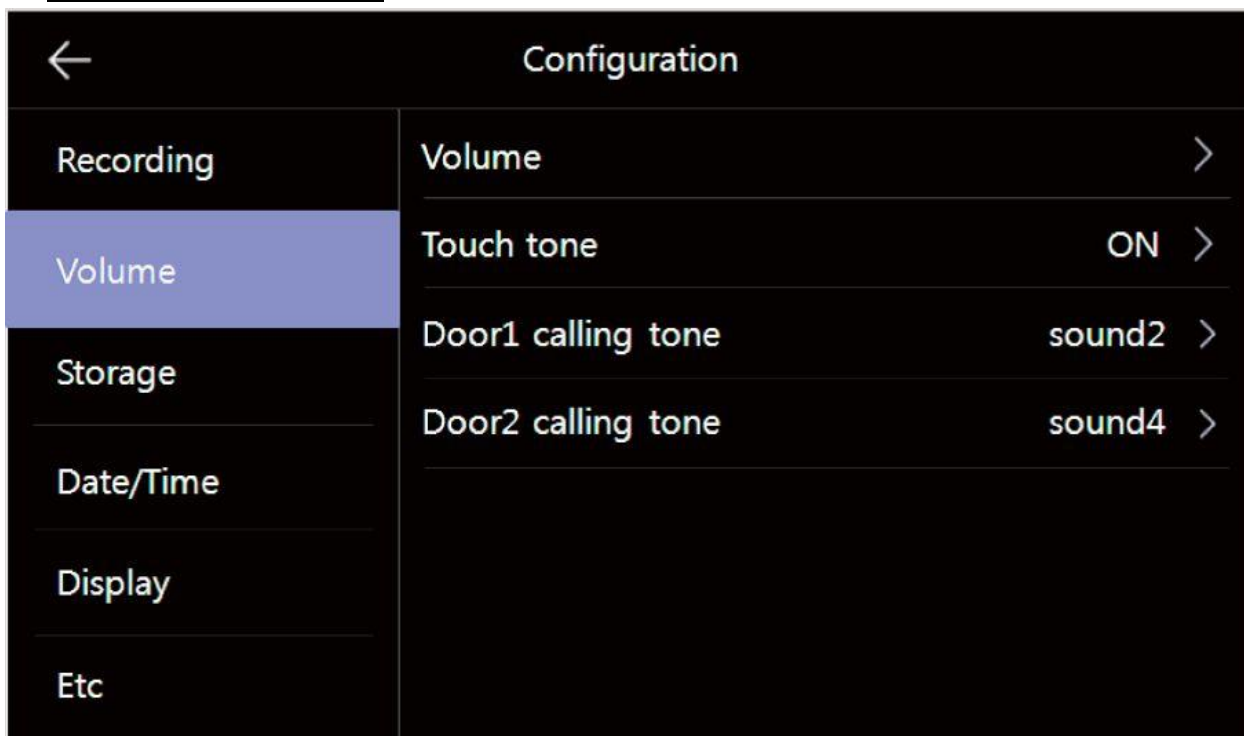 Configuration
Recording
Volume
Storage
Date/Time
Display
Etc
Volume
Touch tone ON
Door1 calling tone sound2
Door2 calling tone sound4